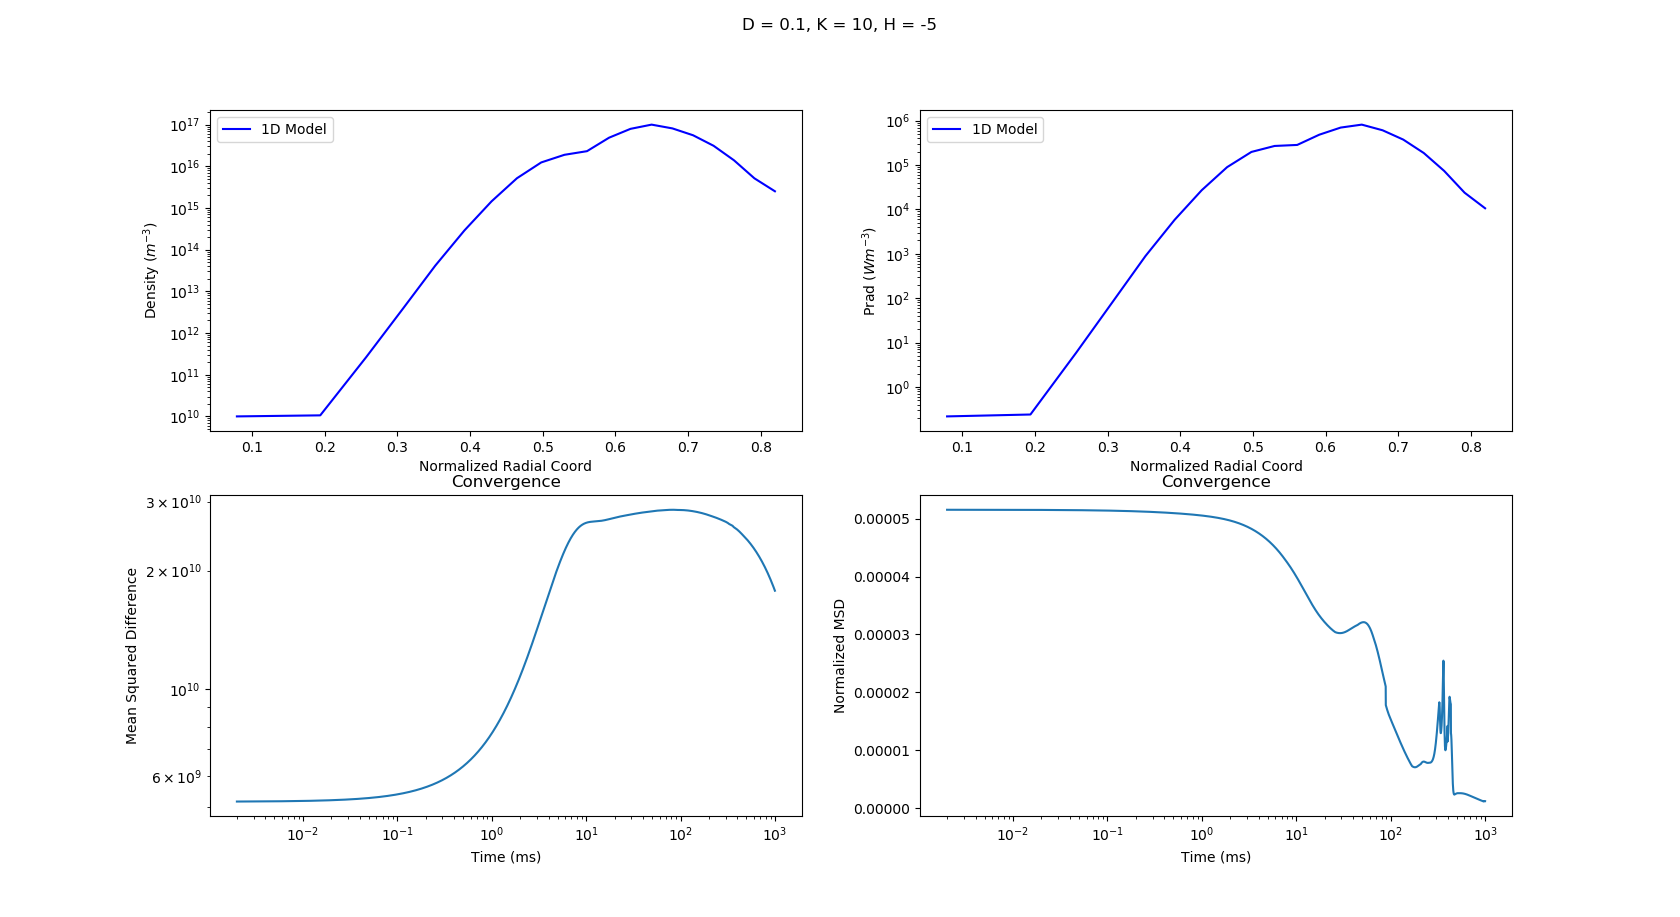 D = 0.1, K = 10, H = -5
1D Model
10¹⁷
10¹⁶
10¹⁵
10¹⁴
10¹³
10¹²
10¹¹
10¹⁰
Density (m⁻³)
0.1 0.2 0.3 0.4 0.5 0.6 0.7 0.8
Normalized Radial Coord
1D Model
10⁶
10⁵
10⁴
10³
10²
10¹
10⁰
Prad (Wm⁻³)
0.1 0.2 0.3 0.4 0.5 0.6 0.7 0.8
Normalized Radial Coord
Convergence
3 × 10¹⁰
2 × 10¹⁰
10¹⁰
6 × 10⁹
Mean Squared Difference
10⁻² 10⁻¹ 10⁰ 10¹ 10² 10³
Time (ms)
Convergence
0.00005
0.00004
0.00003
0.00002
0.00001
0.00000
Normalized MSD
10⁻² 10⁻¹ 10⁰ 10¹ 10² 10³
Time (ms)